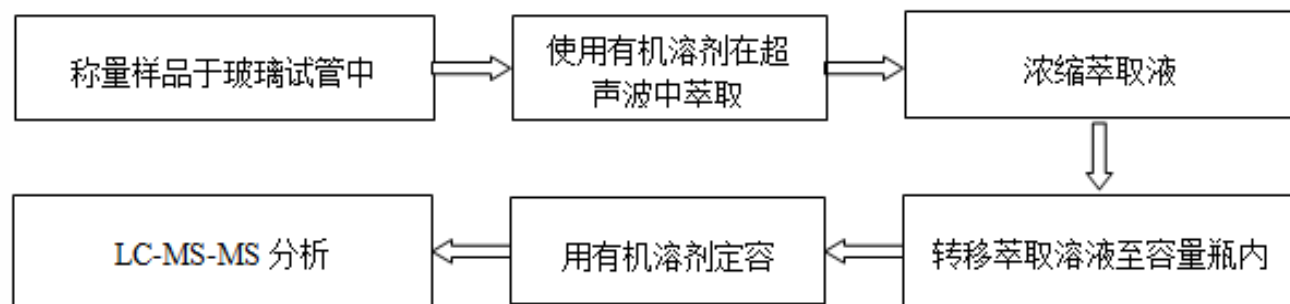 称量样品于玻璃试管中
使用有机溶剂在超
声波中萃取
浓缩萃取液
转移萃取溶液至容量瓶内
用有机溶剂定容
LC-MS-MS 分析